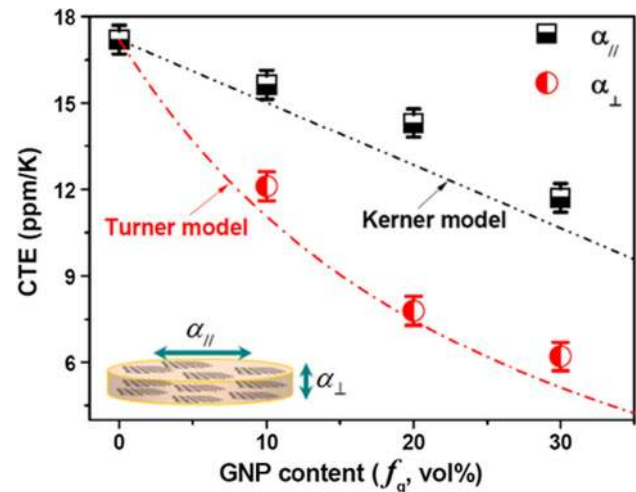 18
15
12
9
6
CTE (ppm/K)
α//
α⊥
Turner model
Kerner model
α//
α⊥
0 10 20 30
GNP content (fg, vol%)